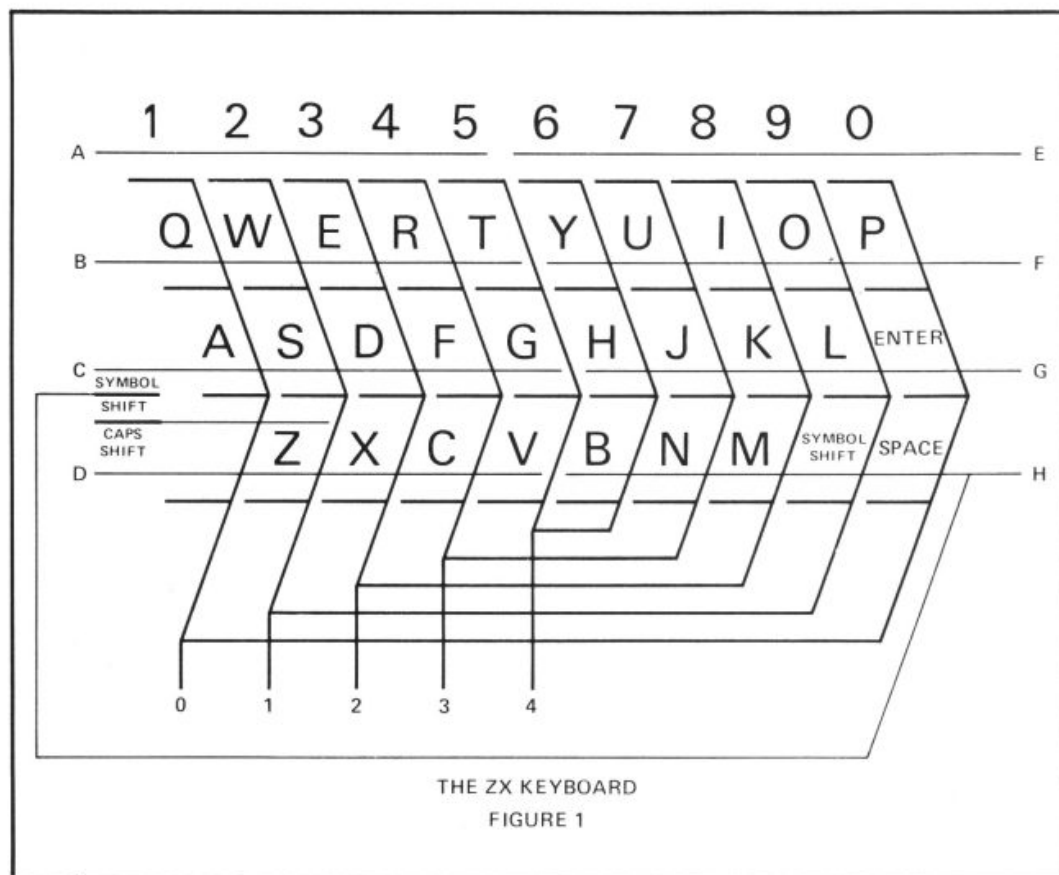 1 2 3 4 5 6 7 8 9 0
A E
Q W E R T Y U I O P
B F
A S D F G H J K L ENTER
C G
SYMBOL
SHIFT
CAPS
SHIFT
Z X C V B N M SYMBOL SHIFT SPACE
D H
0 1 2 3 4
THE ZX KEYBOARD
FIGURE 1